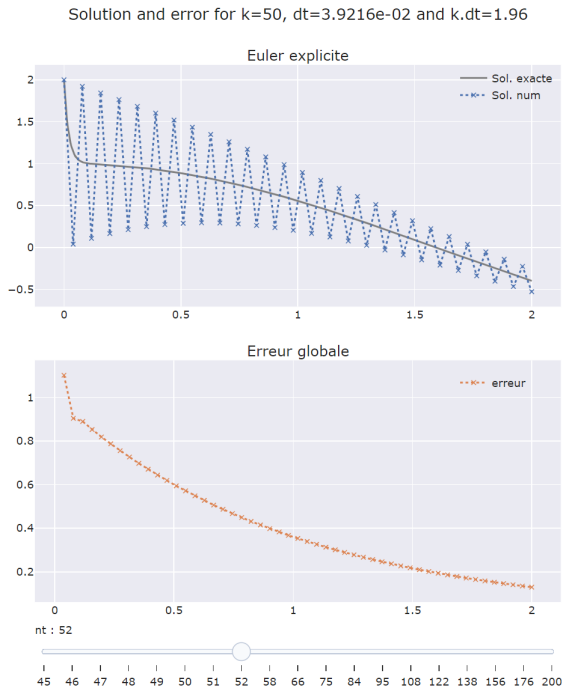 Solution and error for k=50, dt=3.9216e-02 and k.dt=1.96
Euler explicite
Sol. exacte
Sol. num
2
1.5
1
0.5
0
−0.5
0 0.5 1 1.5 2
Erreur globale
erreur
1
0.8
0.6
0.4
0.2
0 0.5 1 1.5 2
nt : 52
45 46 47 48 49 50 51 52 58 66 75 84 95 108 122 138 156 176 200